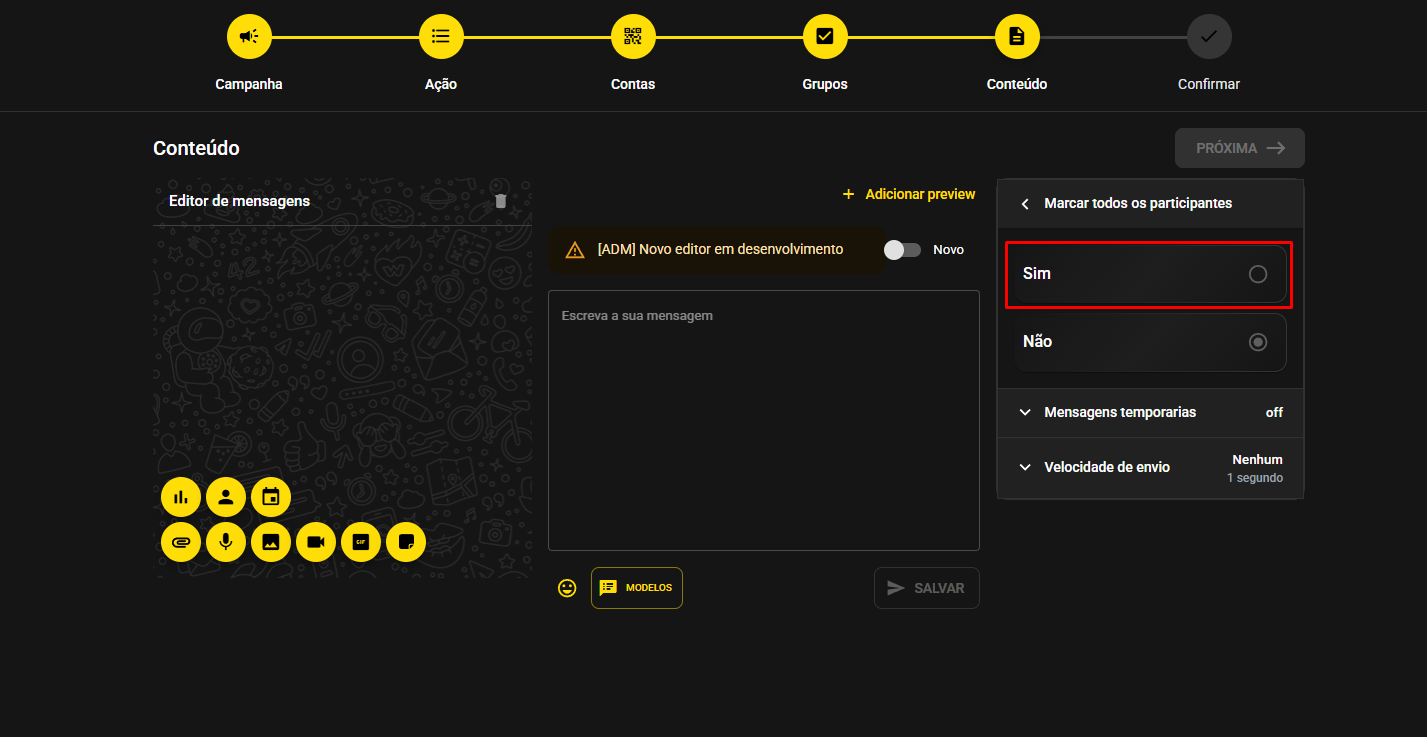 Campanha
Ação
Contas
Grupos
Conteúdo
Confirmar
Conteúdo
PRÓXIMA
Editor de mensagens
Adicionar preview
[ADM] Novo editor em desenvolvimento
Novo
Escreva a sua mensagem
GIF
MODELOS
SALVAR
Marcar todos os participantes
Sim
Não
Mensagens temporarias
off
Velocidade de envio
Nenhum
1 segundo